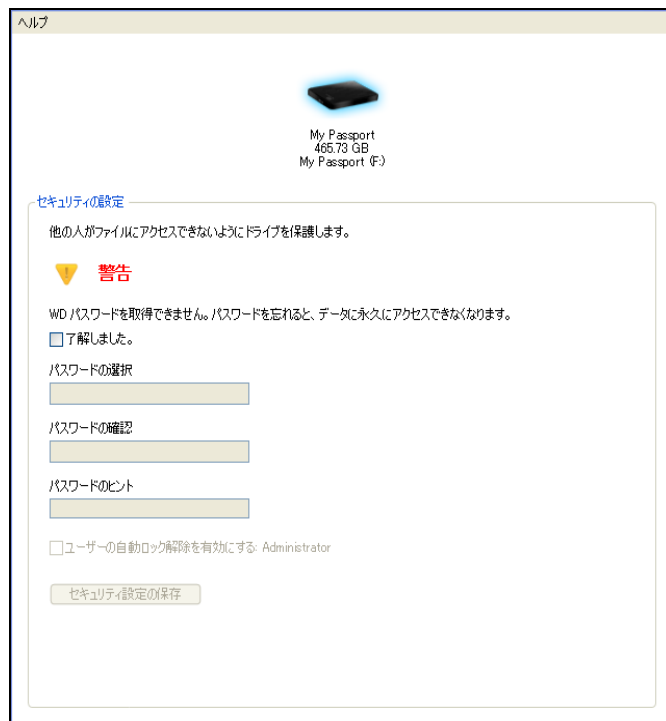 ヘルプ
My Passport
465.73 GB
My Passport (F:)
セキュリティの設定
他の人がファイルにアクセスできないようにドライブを保護します。
警告
WD パスワードを取得できません。パスワードを忘れると、データに永久にアクセスできなくなります。
了解しました。
パスワードの選択
パスワードの確認
パスワードのヒント
ユーザーの自動ロック解除を有効にする: Administrator
セキュリティ設定の保存